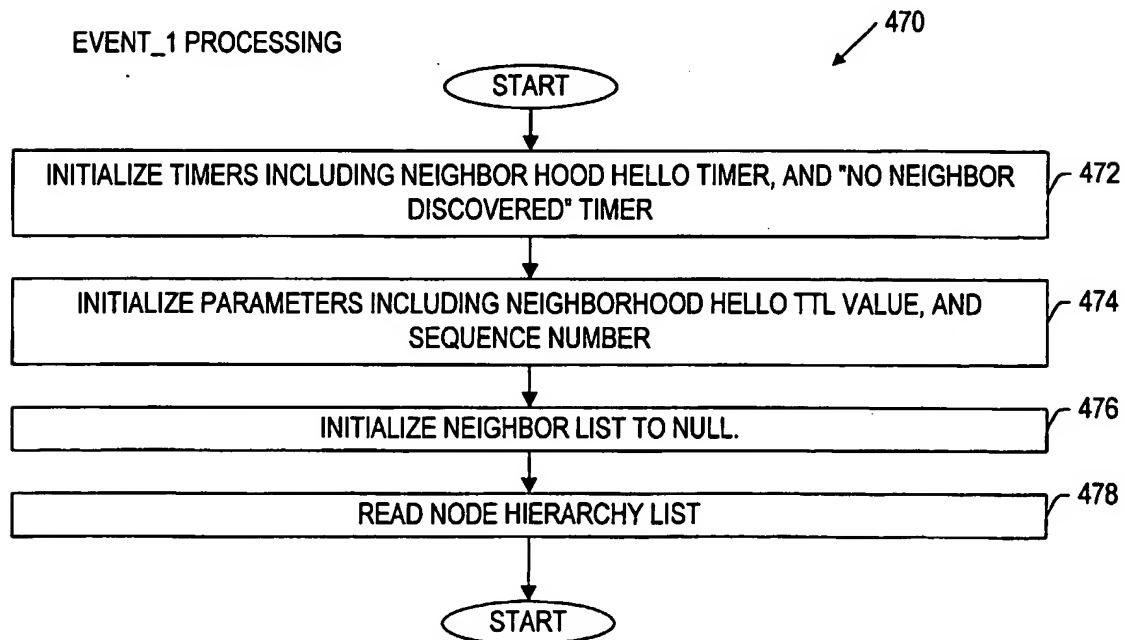 EVENT_1 PROCESSING
470
START
INITIALIZE TIMERS INCLUDING NEIGHBOR HOOD HELLO TIMER, AND "NO NEIGHBOR
DISCOVERED" TIMER
472
INITIALIZE PARAMETERS INCLUDING NEIGHBORHOOD HELLO TTL VALUE, AND
SEQUENCE NUMBER
474
INITIALIZE NEIGHBOR LIST TO NULL.
476
READ NODE HIERARCHY LIST
478
START